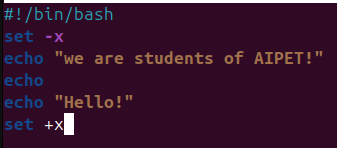 #!/bin/bash
set -x
echo "we are students of AIPET!"
echo
echo "Hello!"
set +x